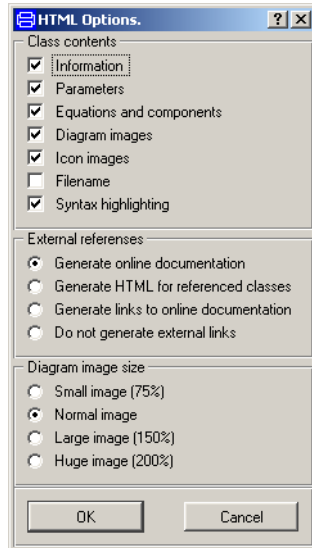 HTML Options.
Class contents
Information
Parameters
Equations and components
Diagram images
Icon images
Filename
Syntax highlighting
External referenses
Generate online documentation
Generate HTML for referenced classes
Generate links to online documentation
Do not generate external links
Diagram image size
Small image (75%)
Normal image
Large image (150%)
Huge image (200%)
OK Cancel